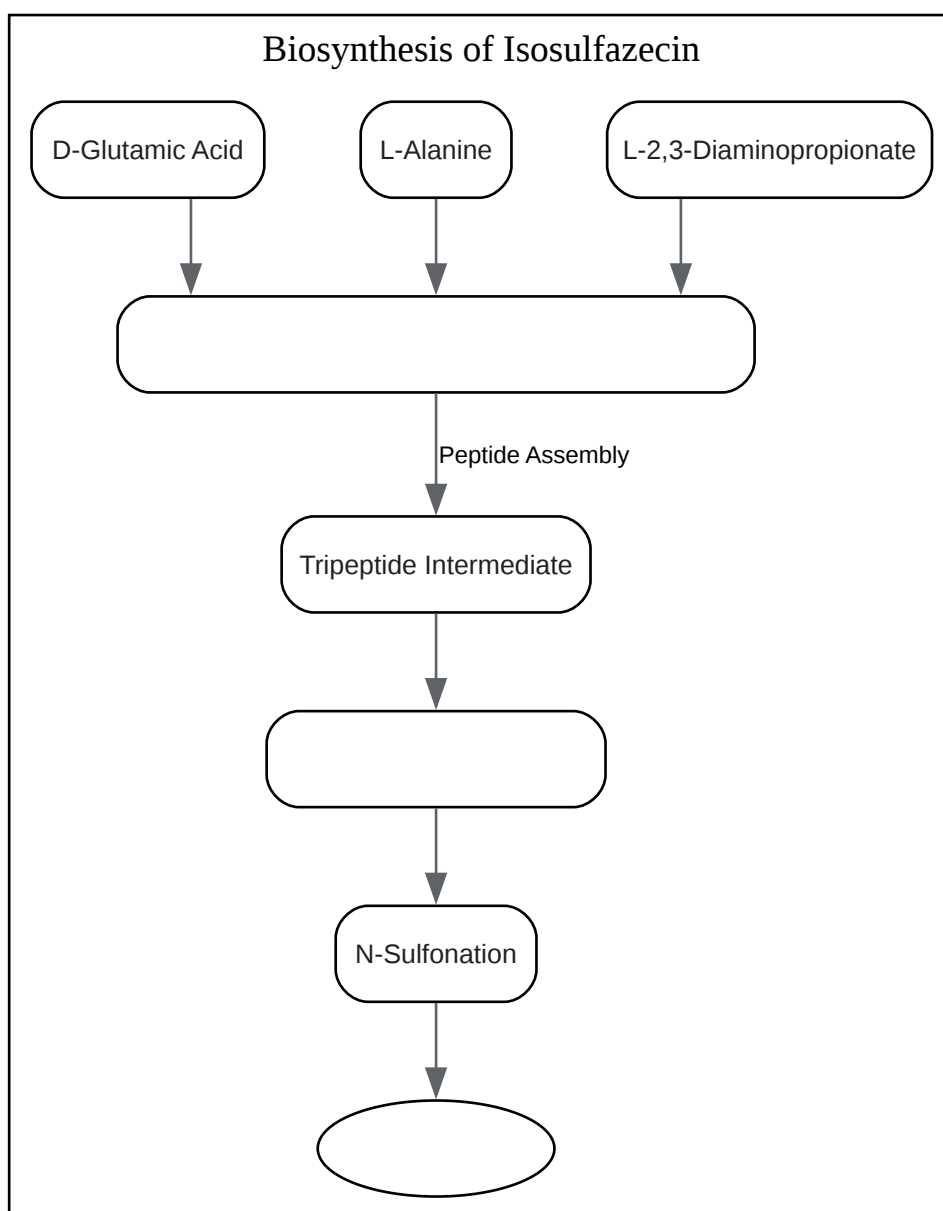 Biosynthesis of Isosulfazecin
D-Glutamic Acid
L-Alanine
L-2,3-Diaminopropionate
Peptide Assembly
Tripeptide Intermediate
N-Sulfonation